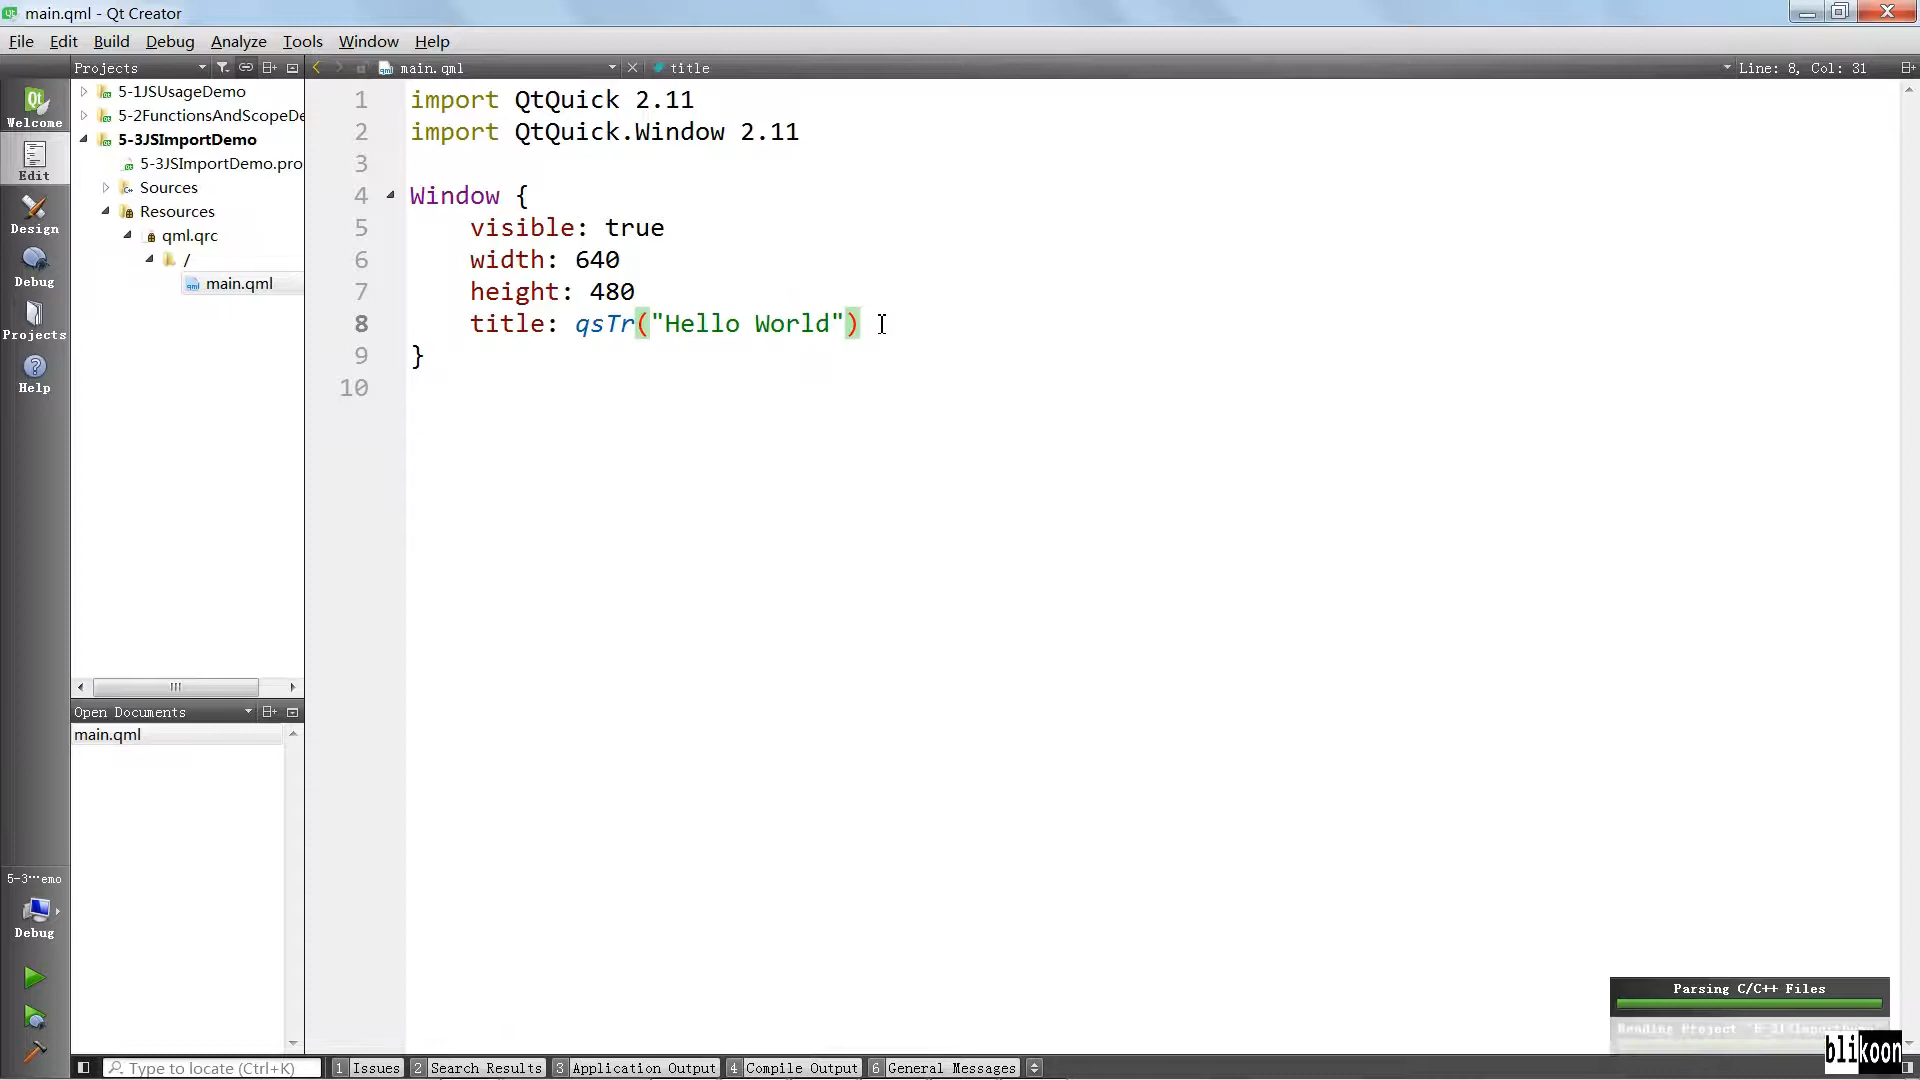 main.qml - Qt Creator
File Edit Build Debug Analyze Tools Window Help
Projects
main.qml
title
Line: 8, Col: 31
Welcome
Edit
Design
Debug
Projects
Help
5-1JSUsageDemo
5-2FunctionsAndScopeDe
5-3JSImportDemo
5-3JSImportDemo.pro
Sources
Resources
qml.qrc
/
main.qml
1 import QtQuick 2.11
2 import QtQuick.Window 2.11
3
4 Window {
5 visible: true
6 width: 640
7 height: 480
8 title: qsTr("Hello World")
9 }
10
Open Documents
main.qml
5-3···emo
Debug
Parsing C/C++ Files
blikoon
Type to locate (Ctrl+K)
1 Issues 2 Search Results 3 Application Output 4 Compile Output 6 General Messages